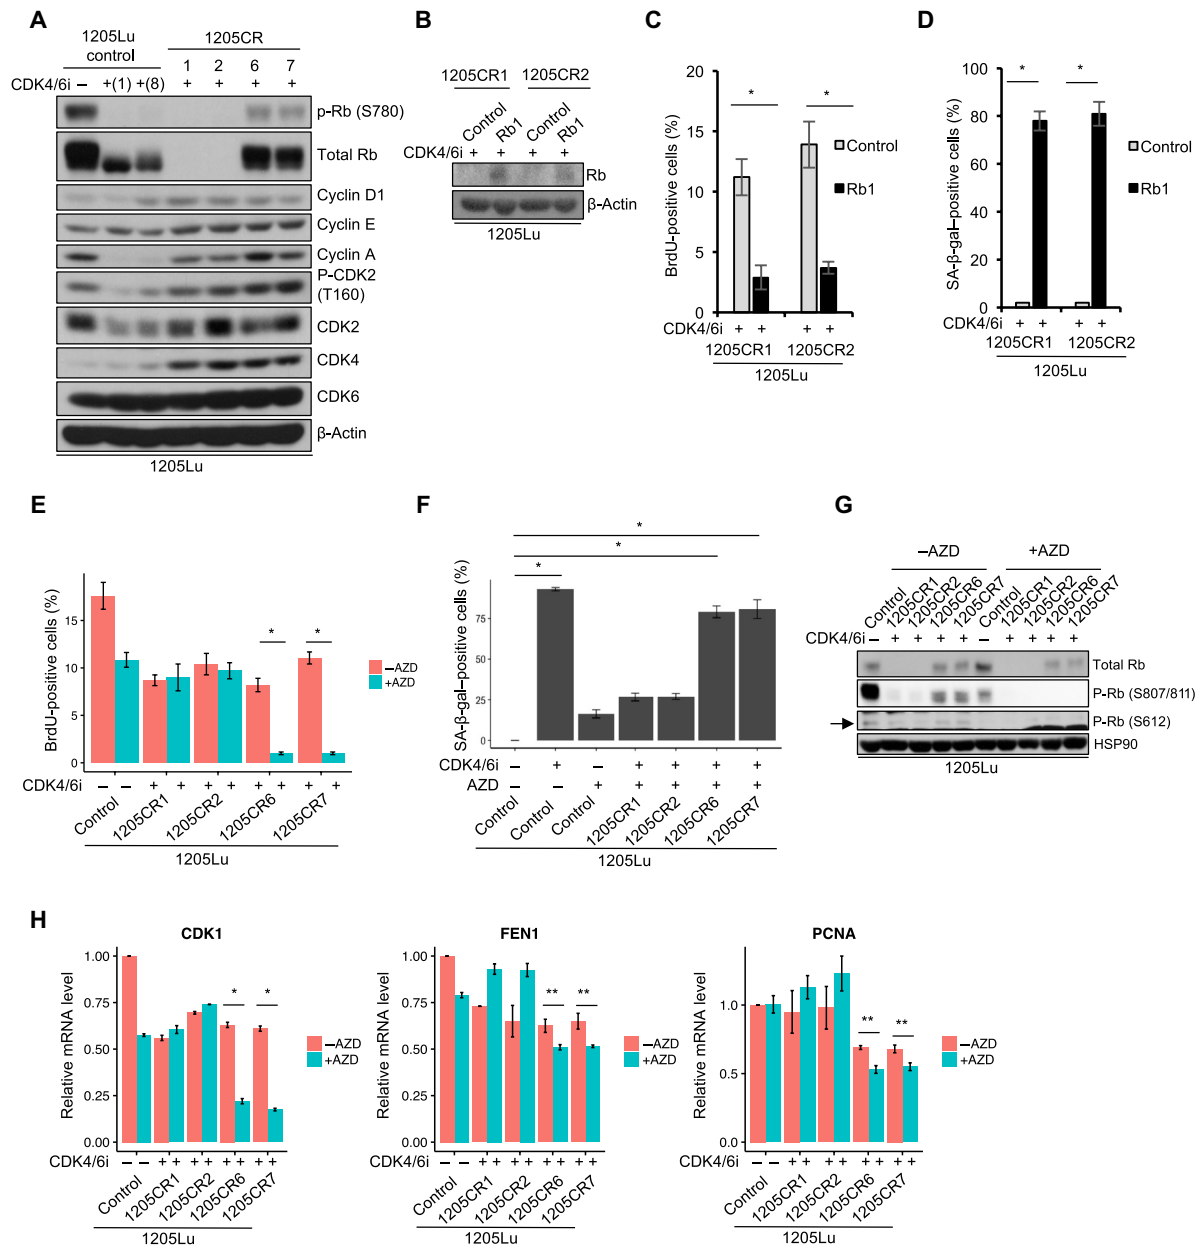 A
1205Lu
control
1205CR
1 2 6 7
CDK4/6i – +(1) +(8) + + + +
p-Rb (S780)
Total Rb
Cyclin D1
Cyclin E
Cyclin A
P-CDK2
(T160)
CDK2
CDK4
CDK6
β-Actin
1205Lu
B
1205CR1 1205CR2
Control Rb1 Control Rb1
CDK4/6i + + + +
Rb
β-Actin
1205Lu
C
BrdU-positive cells (%)
20
15
10
5
0
* *
Control
Rb1
CDK4/6i + + + +
1205CR1 1205CR2
1205Lu
D
SA-β-gal–positive cells (%)
100
80
60
40
20
0
* *
Control
Rb1
CDK4/6i + + + +
1205CR1 1205CR2
1205Lu
E
BrdU-positive cells (%)
15
10
5
0
* *
–AZD
+AZD
CDK4/6i – – + + + + + + + +
Control 1205CR1 1205CR2 1205CR6 1205CR7
1205Lu
F
SA-β-gal–positive cells (%)
75
50
25
0
*
*
*
CDK4/6i – + – + + + +
AZD – – + + + + +
Control Control Control 1205CR1 1205CR2 1205CR6 1205CR7
1205Lu
G
–AZD +AZD
Control 1205CR1 1205CR2 1205CR6 1205CR7 Control 1205CR1 1205CR2 1205CR6 1205CR7
CDK4/6i – + + + + – + + + +
Total Rb
P-Rb (S807/811)
P-Rb (S612)
HSP90
1205Lu
H
CDK1
Relative mRNA level
1.00
0.75
0.50
0.25
0.00
* *
–AZD
+AZD
CDK4/6i – – + + + + + + + +
Control 1205CR1 1205CR2 1205CR6 1205CR7
1205Lu
FEN1
Relative mRNA level
1.00
0.75
0.50
0.25
0.00
** **
–AZD
+AZD
CDK4/6i – – + + + + + + + +
Control 1205CR1 1205CR2 1205CR6 1205CR7
1205Lu
PCNA
Relative mRNA level
1.0
0.5
0.0
** **
–AZD
+AZD
CDK4/6i – – + + + + + + + +
Control 1205CR1 1205CR2 1205CR6 1205CR7
1205Lu